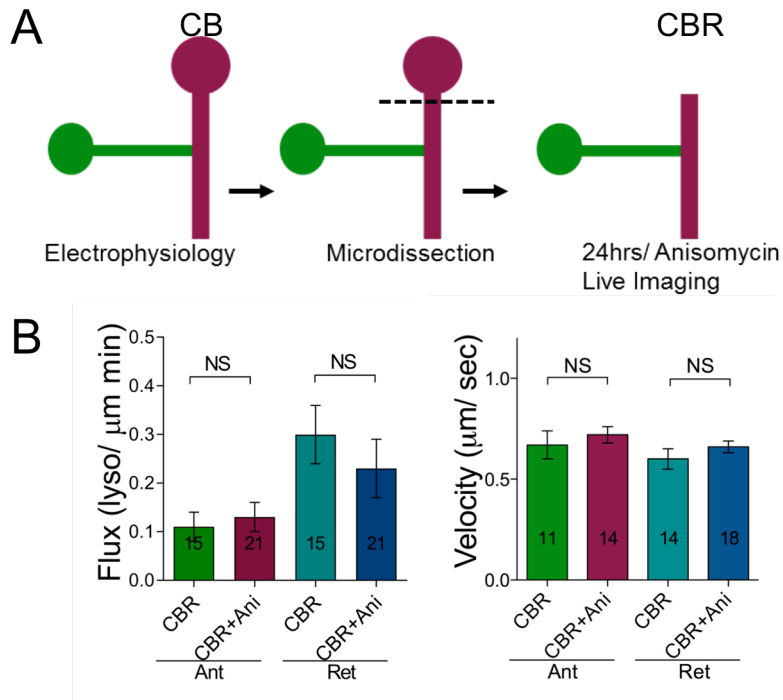 A
CB
CBR
Electrophysiology
Microdissection
24hrs/ Anisomycin
Live Imaging
B
Flux (lyso/ μm min)
0.5
0.4
0.3
0.2
0.1
0.0
NS
NS
15
21
15
21
CBR
CBR+Ani
CBR
CBR+Ani
Ant
Ret
Velocity (μm/ sec)
1.0
0.5
0.0
NS
NS
11
14
14
18
CBR
CBR+Ani
CBR
CBR+Ani
Ant
Ret